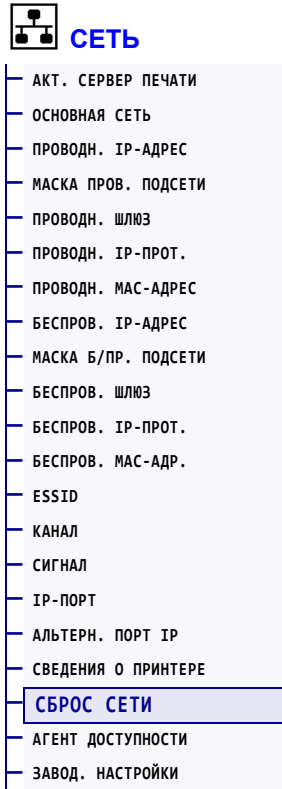 СЕТЬ
АКТ. СЕРВЕР ПЕЧАТИ
ОСНОВНАЯ СЕТЬ
ПРОВОДН. IP-АДРЕС
МАСКА ПРОВ. ПОДСЕТИ
ПРОВОДН. ШЛЮЗ
ПРОВОДН. IP-ПРОТ.
ПРОВОДН. MAC-АДРЕС
БЕСПРОВ. IP-АДРЕС
МАСКА Б/ПР. ПОДСЕТИ
БЕСПРОВ. ШЛЮЗ
БЕСПРОВ. IP-ПРОТ.
БЕСПРОВ. MAC-АДР.
ESSID
КАНАЛ
СИГНАЛ
IP-ПОРТ
АЛЬТЕРН. ПОРТ IP
СВЕДЕНИЯ О ПРИНТЕРЕ
СБРОС СЕТИ
АГЕНТ ДОСТУПНОСТИ
ЗАВОД. НАСТРОЙКИ